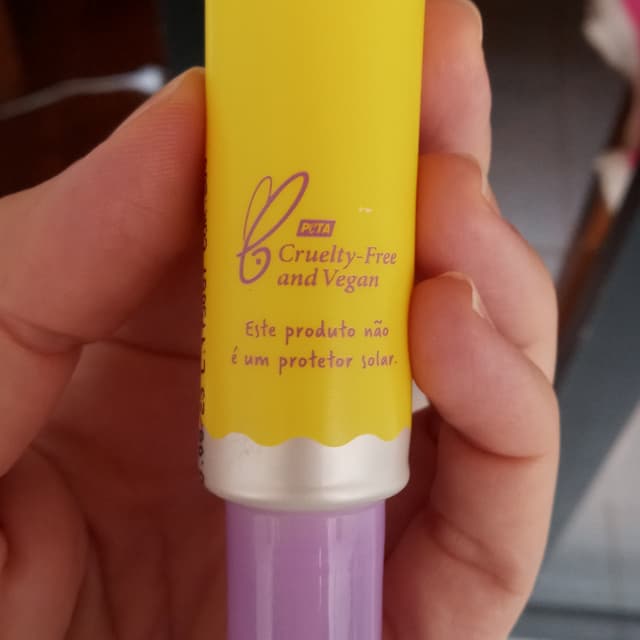 PETA
Cruelty-Free
and Vegan
Este produto não
é um protetor solar.